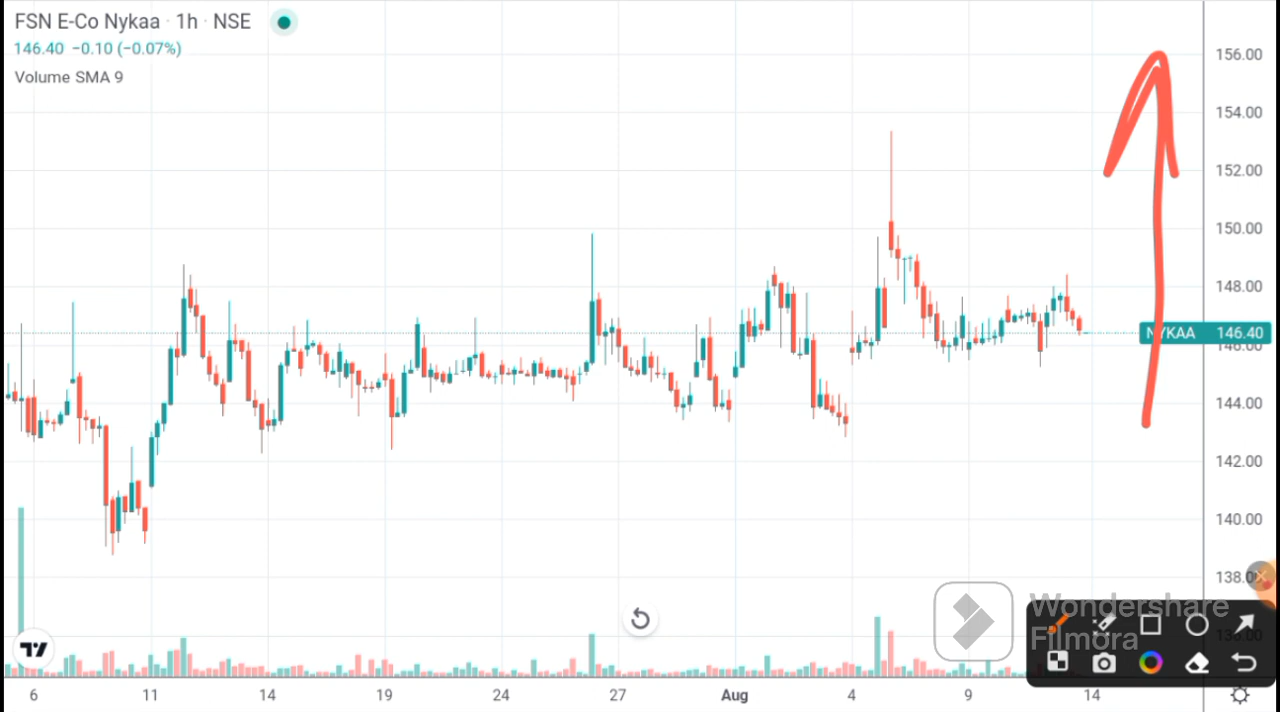 FSN E-Co Nykaa · 1h · NSE
146.40 −0.10 (−0.07%)
Volume SMA 9
156.00
154.00
152.00
150.00
148.00
NYKAA 146.40
146.00
144.00
142.00
140.00
138.00
Wondershare
Filmora
6 11 14 19 24 27 Aug 4 9 14